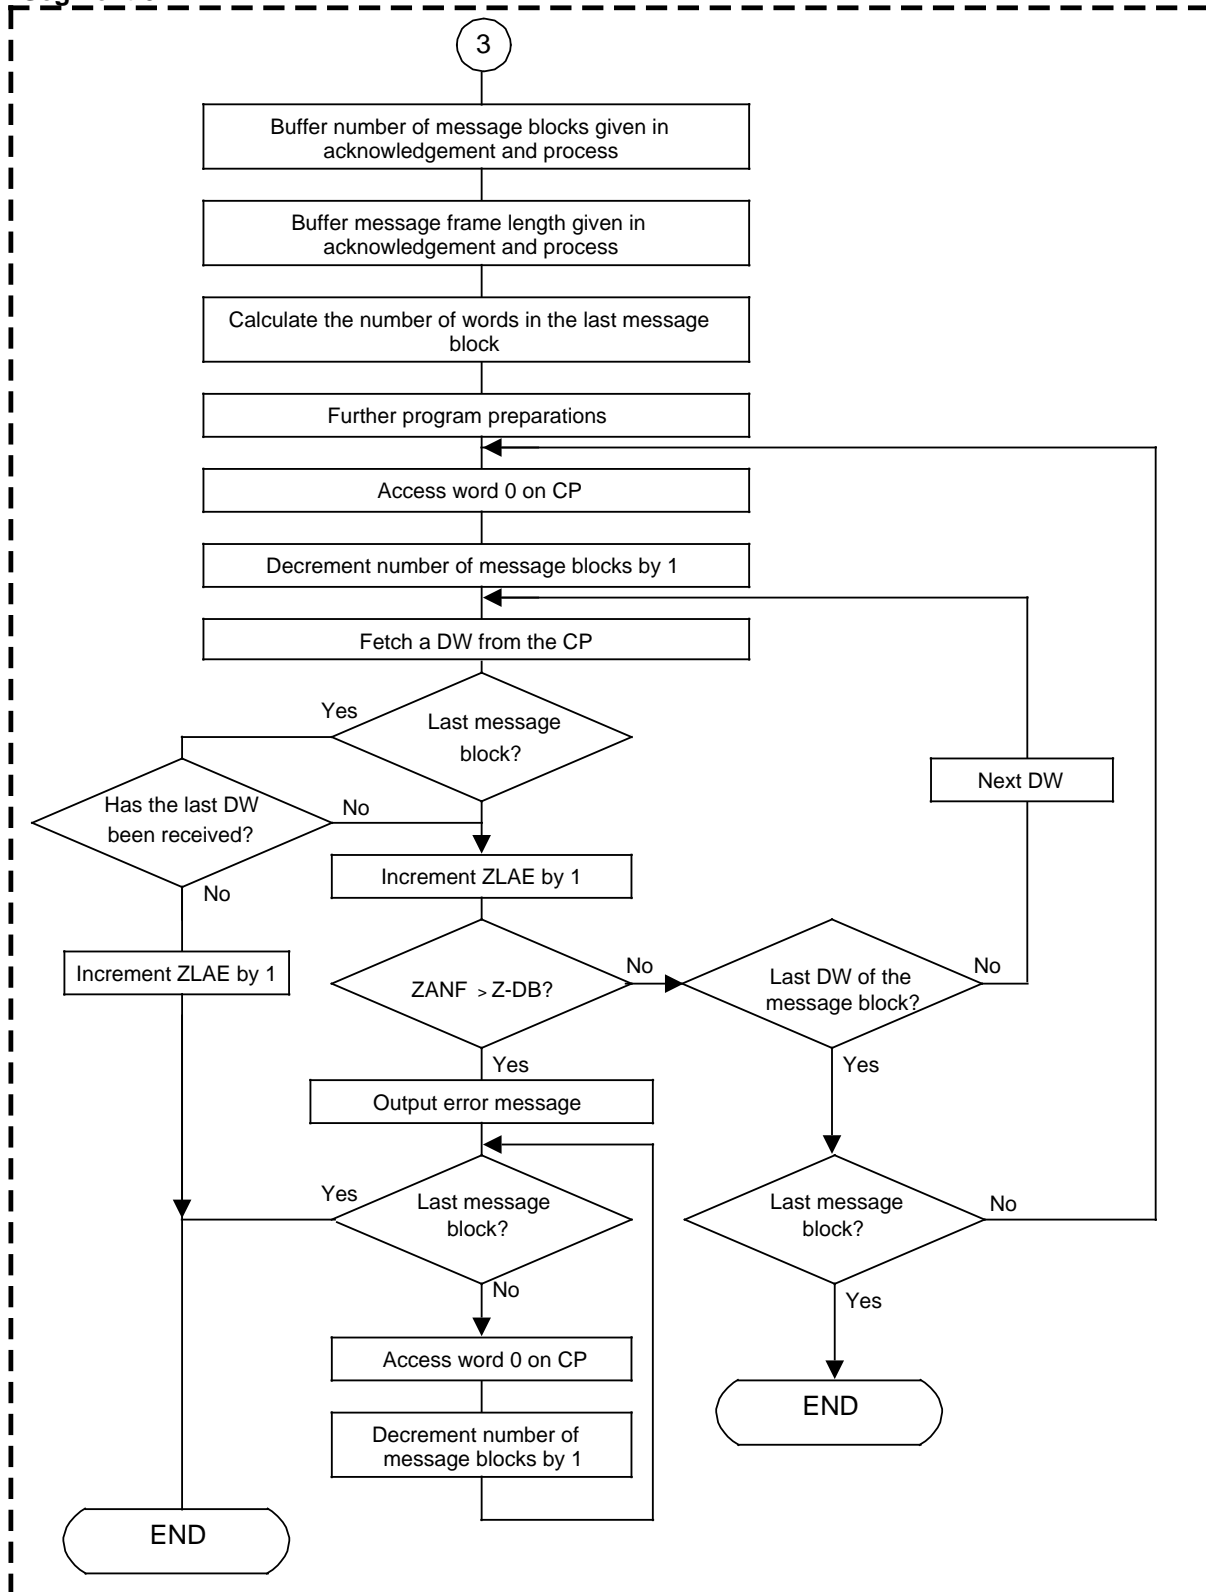 3
Buffer number of message blocks given in
acknowledgement and process
Buffer message frame length given in
acknowledgement and process
Calculate the number of words in the last message
block
Further program preparations
Access word 0 on CP
Decrement number of message blocks by 1
Fetch a DW from the CP
Yes
Last message
block?
Next DW
Has the last DW
been received?
No
No
Increment ZLAE by 1
Increment ZLAE by 1
ZANF > Z-DB?
No
Last DW of the
message block?
No
Yes
Yes
Output error message
Yes
Last message
block?
Last message
block?
No
No
Yes
Access word 0 on CP
END
Decrement number of
message blocks by 1
END